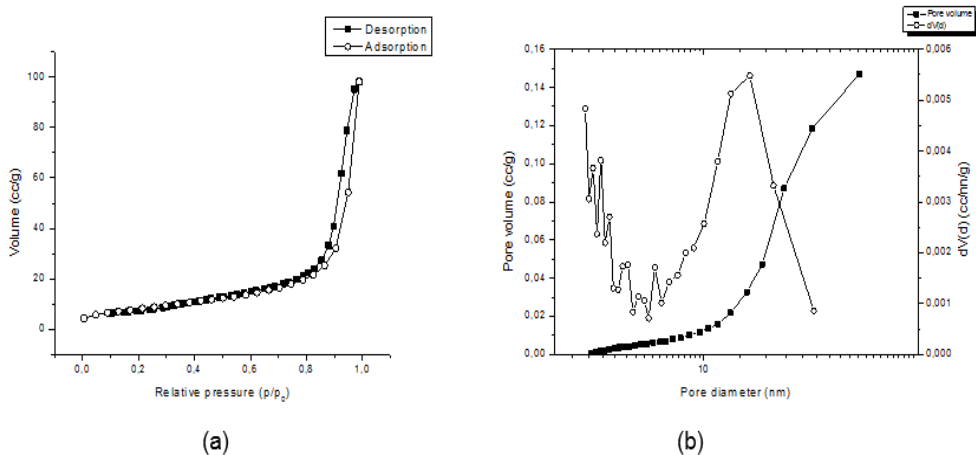 Desorption
Adsorption
Volume (cc/g)
100
80
60
40
20
0
0,0 0,2 0,4 0,6 0,8 1,0
Relative pressure (p/p0)
(a)
Pore volume
dV(d)
Pore volume (cc/g)
0,16
0,14
0,12
0,10
0,08
0,06
0,04
0,02
0,00
10
Pore diameter (nm)
0,006
0,005
0,004
0,003
0,002
0,001
0,000
dV(d) (cc/nn/g)
(b)